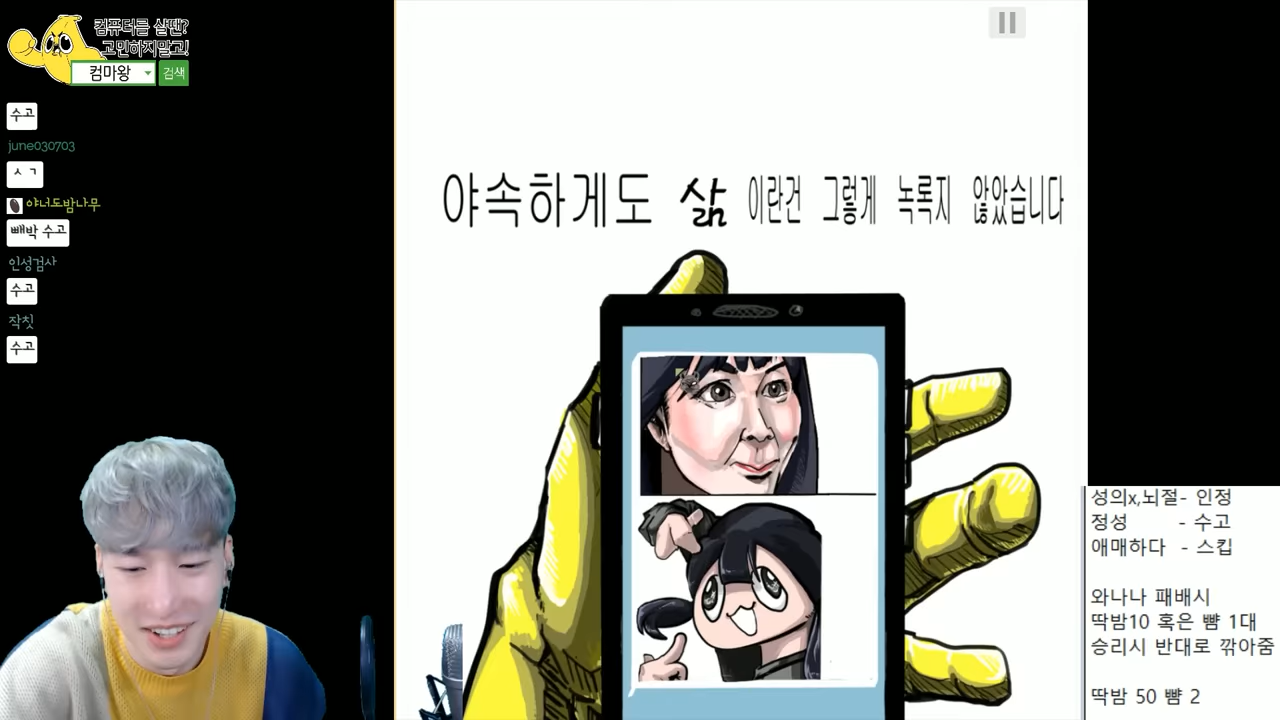 컴퓨터를 살땐?
고민하지말고!
컴마왕
검색
수고
june030703
ㅅㄱ
야너도밤나무
빼박 수고
인성검사
수고
작칫
수고
야속하게도 삶 이란건 그렇게 녹록지 않았습니다
성의x,뇌절- 인정
정성 - 수고
애매하다 - 스킵
와나나 패배시
딱밤10 혹은 뺨 1대
승리시 반대로 깎아줌
딱밤 50 뺨 2